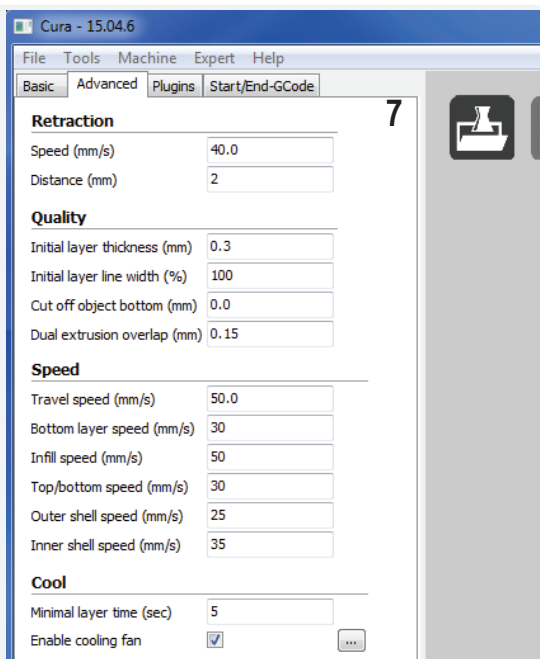 Cura - 15.04.6
File Tools Machine Expert Help
Basic Advanced Plugins Start/End-GCode
7
Retraction
Speed (mm/s) 40.0
Distance (mm) 2
Quality
Initial layer thickness (mm) 0.3
Initial layer line width (%) 100
Cut off object bottom (mm) 0.0
Dual extrusion overlap (mm) 0.15
Speed
Travel speed (mm/s) 50.0
Bottom layer speed (mm/s) 30
Infill speed (mm/s) 50
Top/bottom speed (mm/s) 30
Outer shell speed (mm/s) 25
Inner shell speed (mm/s) 35
Cool
Minimal layer time (sec) 5
Enable cooling fan ...